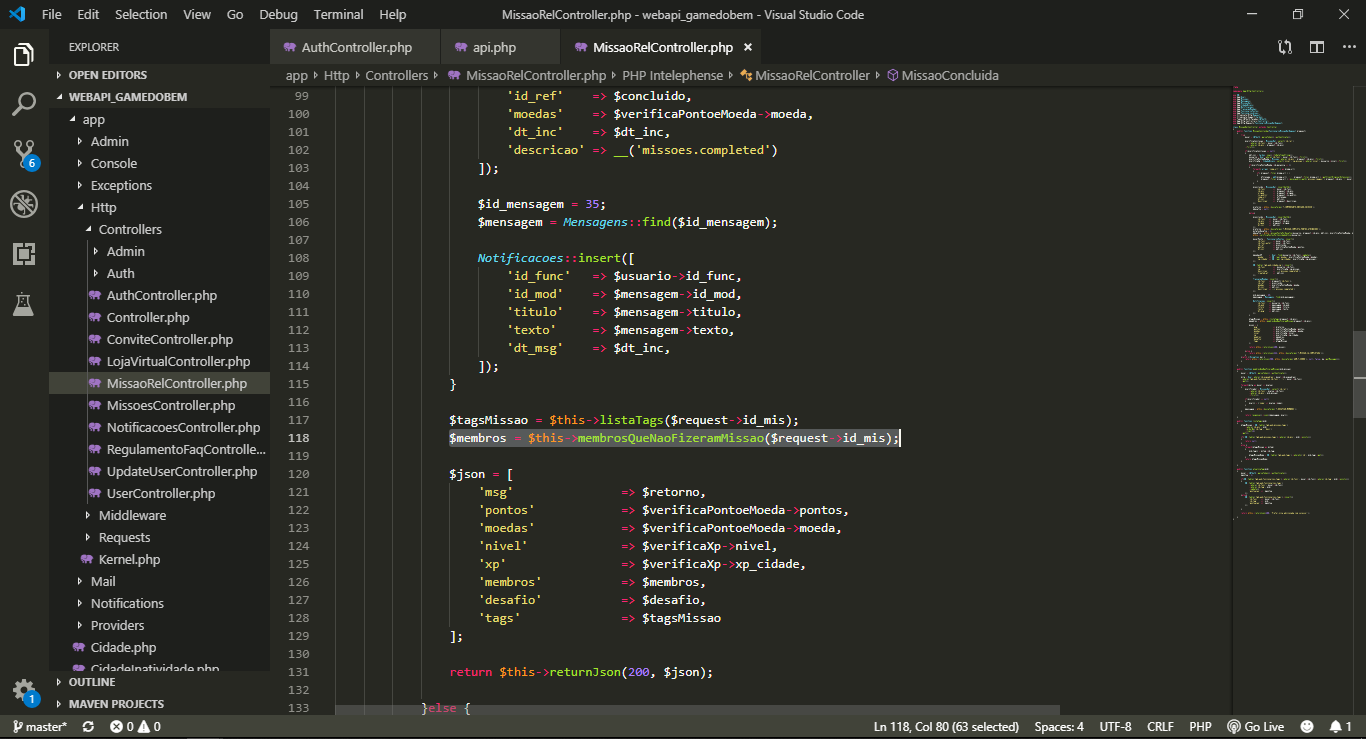 File Edit Selection View Go Debug Terminal Help MissaoRelController.php - webapi_gamedobem - Visual Studio Code
EXPLORER
OPEN EDITORS
WEBAPI_GAMEDOBEM
app
Admin
Console
Exceptions
Http
Controllers
Admin
Auth
AuthController.php
Controller.php
ConviteController.php
LojaVirtualController.php
MissaoRelController.php
MissoesController.php
NotificacoesController.php
RegulamentoFaqControlle...
UpdateUserController.php
UserController.php
Middleware
Requests
Kernel.php
Mail
Notifications
Providers
Cidade.php
CidadeInatividade.php
OUTLINE
MAVEN PROJECTS
6
1
AuthController.php api.php MissaoRelController.php ×
app Http Controllers MissaoRelController.php PHP Intelephense MissaoRelController MissaoConcluida
99 'id_ref' => $concluido,
100 'moedas' => $verificaPontoeMoeda->moeda,
101 'dt_inc' => $dt_inc,
102 'descricao' => __('missoes.completed')
103 ]);
104
105 $id_mensagem = 35;
106 $mensagem = Mensagens::find($id_mensagem);
107
108 Notificacoes::insert([
109 'id_func' => $usuario->id_func,
110 'id_mod' => $mensagem->id_mod,
111 'titulo' => $mensagem->titulo,
112 'texto' => $mensagem->texto,
113 'dt_msg' => $dt_inc,
114 ]);
115 }
116
117 $tagsMissao = $this->listaTags($request->id_mis);
118 $membros = $this->membrosQueNaoFizeramMissao($request->id_mis);
119
120 $json = [
121 'msg' => $retorno,
122 'pontos' => $verificaPontoeMoeda->pontos,
123 'moedas' => $verificaPontoeMoeda->moeda,
124 'nivel' => $verificaXp->nivel,
125 'xp' => $verificaXp->xp_cidade,
126 'membros' => $membros,
127 'desafio' => $desafio,
128 'tags' => $tagsMissao
129 ];
130
131 return $this->returnJson(200, $json);
132
133 }else {
master* 0 0 Ln 118, Col 80 (63 selected) Spaces: 4 UTF-8 CRLF PHP Go Live 1